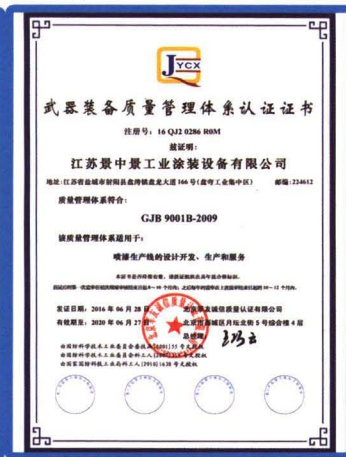 JYCX
武器装备质量管理体系认证证书
注册号: 16 QJ2 0286 R0M
兹证明:
江苏景中景工业涂装设备有限公司
地址:江苏省盐城市射阳县盘湾镇盘龙大道166号(盘弯工业集中区) 邮编:224612
质量管理体系符合:
GJB 9001B-2009
该质量管理体系适用于:
喷漆生产线的设计开发、生产和服务
发证日期: 2016 年 06 月 28 日
有效期至: 2020 年 06 月 27 日
北京军友诚信质量认证有限公司
北京市西城区月坛北街5号综合楼4层
总经理